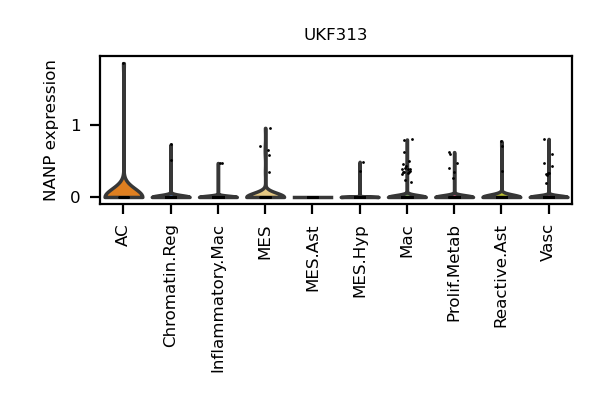 UKF313
NANP expression
1
0
AC
Chromatin.Reg
Inflammatory.Mac
MES
MES.Ast
MES.Hyp
Mac
Prolif.Metab
Reactive.Ast
Vasc